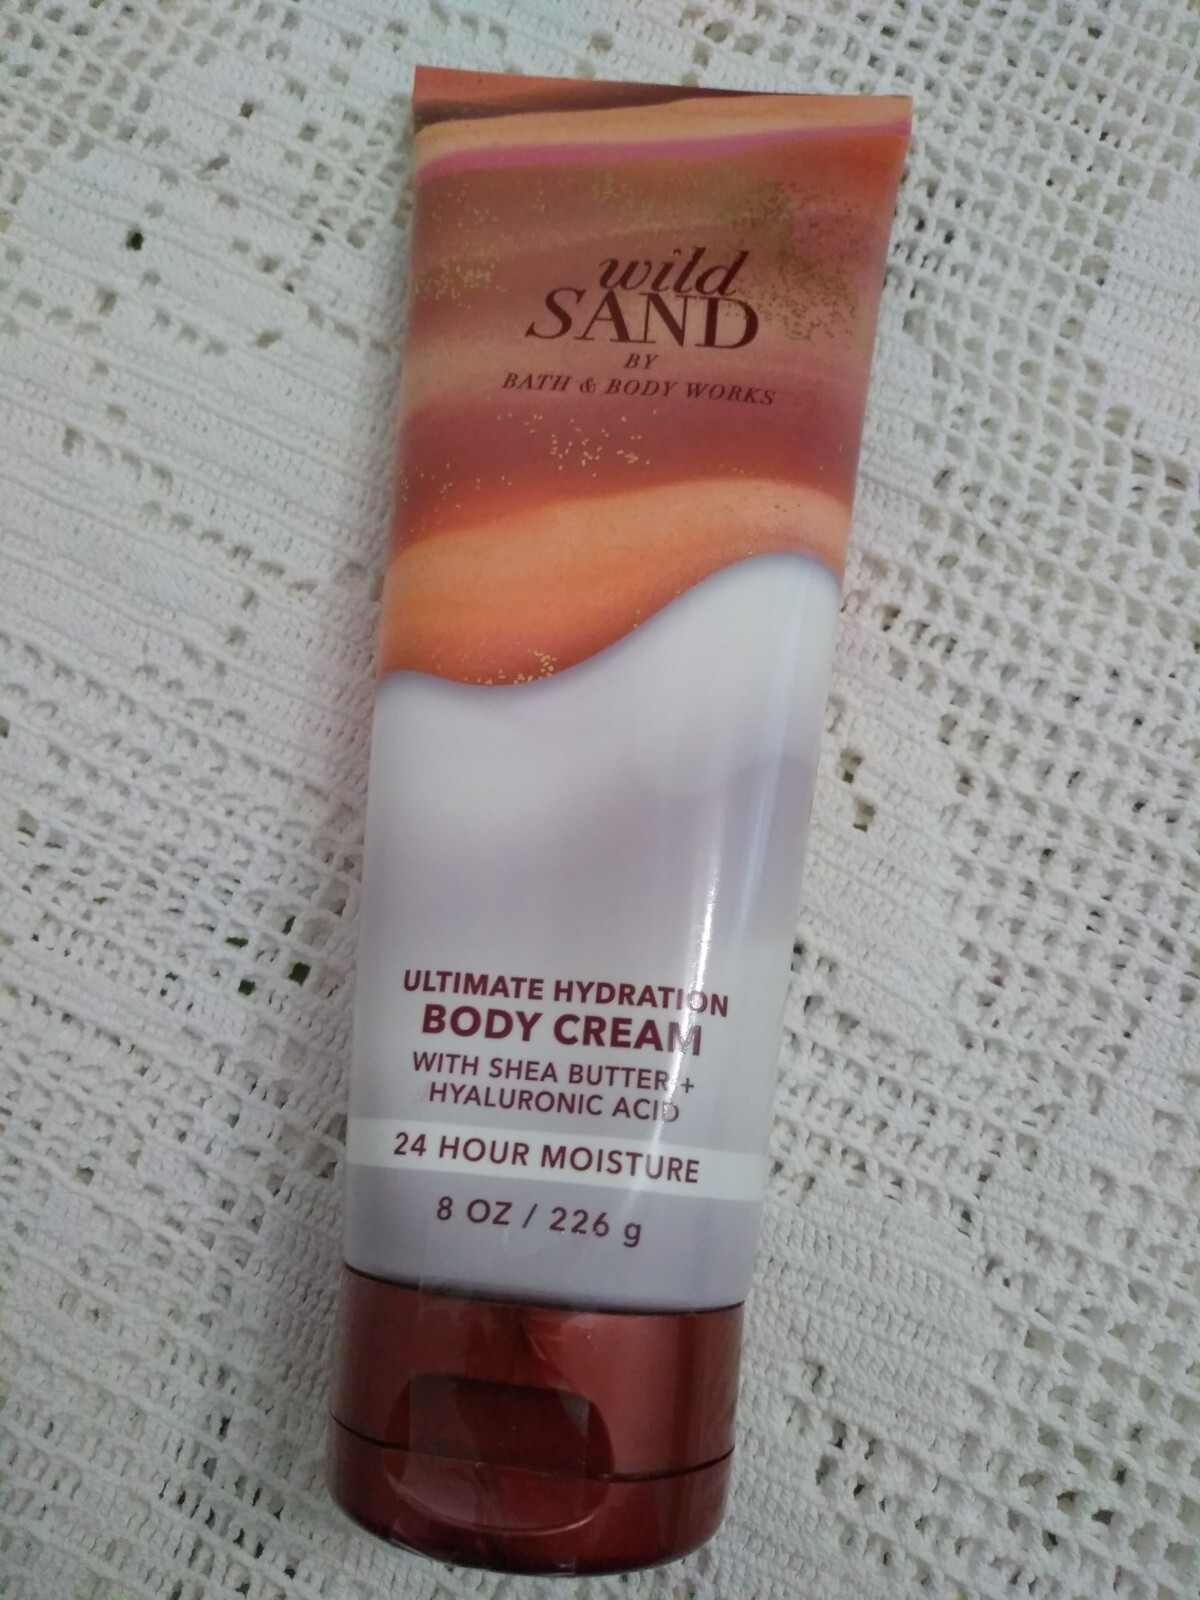 wild
SAND
BY
BATH & BODY WORKS
ULTIMATE HYDRATION
BODY CREAM
WITH SHEA BUTTER +
HYALURONIC ACID
24 HOUR MOISTURE
8 OZ / 226 g